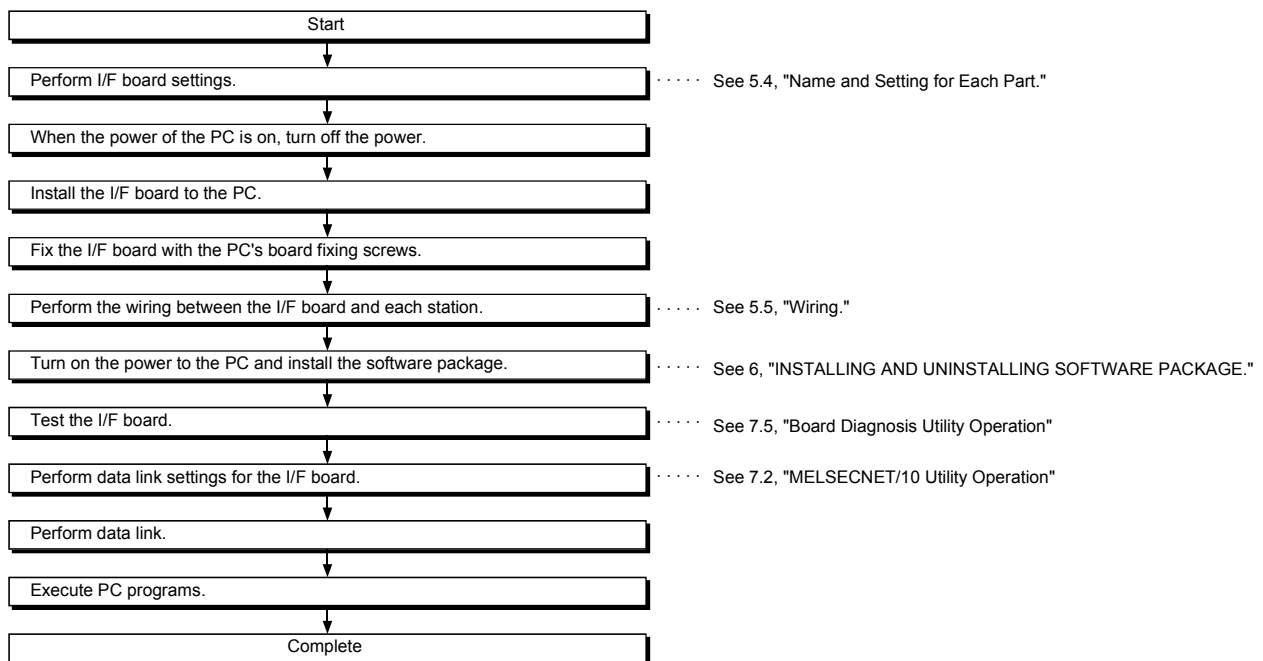 Start
Perform I/F board settings.
····· See 5.4, "Name and Setting for Each Part."
When the power of the PC is on, turn off the power.
Install the I/F board to the PC.
Fix the I/F board with the PC's board fixing screws.
Perform the wiring between the I/F board and each station.
····· See 5.5, "Wiring."
Turn on the power to the PC and install the software package.
····· See 6, "INSTALLING AND UNINSTALLING SOFTWARE PACKAGE."
Test the I/F board.
····· See 7.5, "Board Diagnosis Utility Operation"
Perform data link settings for the I/F board.
····· See 7.2, "MELSECNET/10 Utility Operation"
Perform data link.
Execute PC programs.
Complete